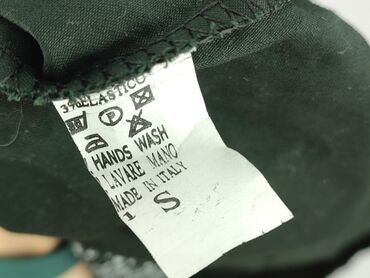 3% ELASTICO
P
a
HANDS WASH
LAVARE MANO
MADE IN ITALY
S